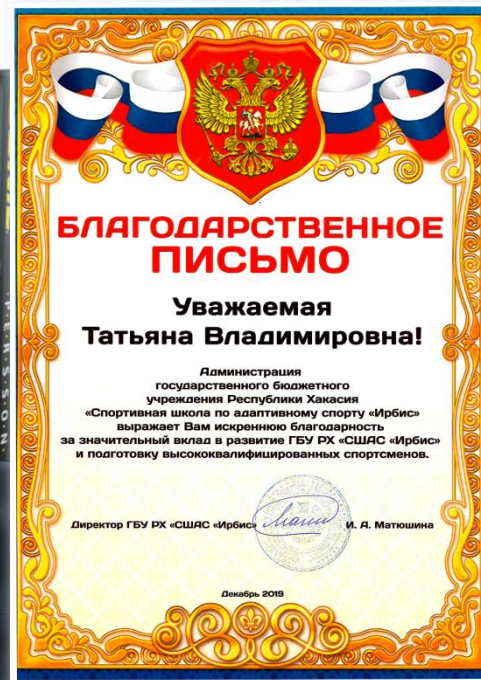 БЛАГОДАРСТВЕННОЕ
ПИСЬМО
Уважаемая
Татьяна Владимировна!
Администрация
государственного бюджетного
учреждения Республики Хакасия
«Спортивная школа по адаптивному спорту «Ирбис»
выражает Вам искреннюю благодарность
за значительный вклад в развитие ГБУ РХ «СШАС «Ирбис»
и подготовку высококвалифицированных спортсменов.
Директор ГБУ РХ «СШАС «Ирбис» И. А. Матюшина
Декабрь 2019
P·E·R·S·S·O·N